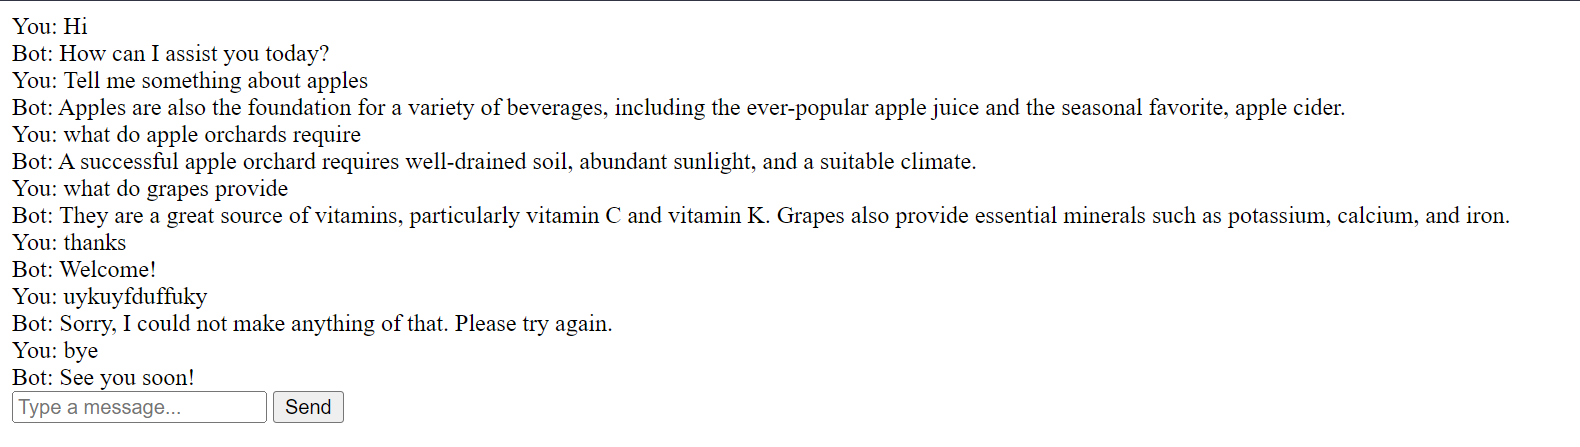 You: Hi
Bot: How can I assist you today?
You: Tell me something about apples
Bot: Apples are also the foundation for a variety of beverages, including the ever-popular apple juice and the seasonal favorite, apple cider.
You: what do apple orchards require
Bot: A successful apple orchard requires well-drained soil, abundant sunlight, and a suitable climate.
You: what do grapes provide
Bot: They are a great source of vitamins, particularly vitamin C and vitamin K. Grapes also provide essential minerals such as potassium, calcium, and iron.
You: thanks
Bot: Welcome!
You: uykuyfduffuky
Bot: Sorry, I could not make anything of that. Please try again.
You: bye
Bot: See you soon!
Type a message... Send